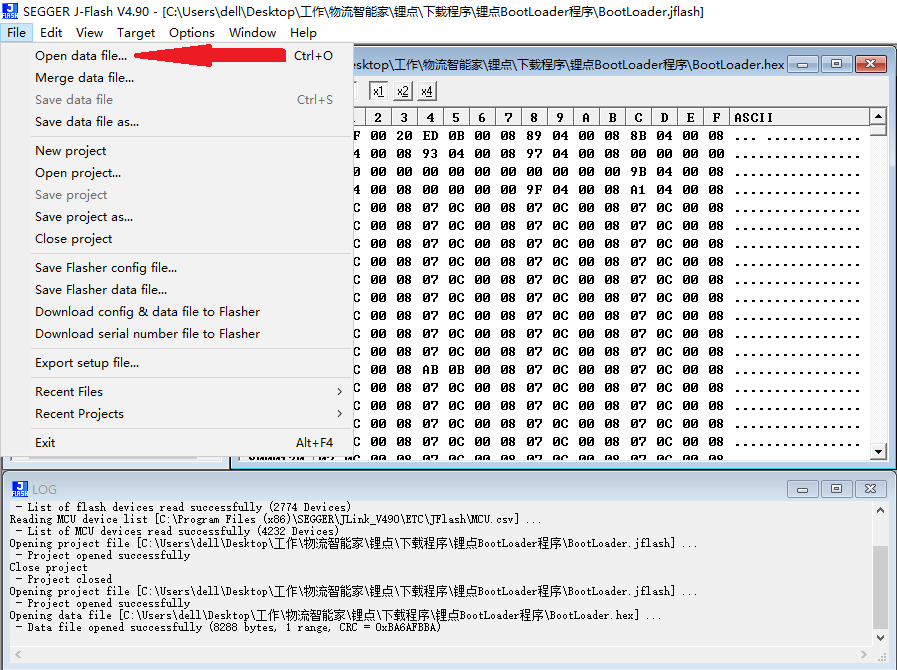 SEGGER J-Flash V4.90 - [C:\Users\dell\Desktop\工作\物流智能家\锂点\下载程序\锂点BootLoader程序\BootLoader.jflash]
File Edit View Target Options Window Help
Open data file... Ctrl+O
Merge data file...
Save data file Ctrl+S
Save data file as...
New project
Open project...
Save project
Save project as...
Close project
Save Flasher config file...
Save Flasher data file...
Download config & data file to Flasher
Download serial number file to Flasher
Export setup file...
Recent Files
Recent Projects
Exit Alt+F4
esktop\工作\物流智能家\锂点\下载程序\锂点BootLoader程序\BootLoader.hex
x1 x2 x4
2 3 4 5 6 7 8 9 A B C D E F ASCII
F 00 20 ED 0B 00 08 89 04 00 08 8B 04 00 08 ... ............
4 00 08 93 04 00 08 97 04 00 08 00 00 00 00 ................
0 00 00 00 00 00 00 00 00 00 00 9B 04 00 08 ................
4 00 08 00 00 00 00 9F 04 00 08 A1 04 00 08 ................
C 00 08 07 0C 00 08 07 0C 00 08 07 0C 00 08 ................
C 00 08 07 0C 00 08 07 0C 00 08 07 0C 00 08 ................
C 00 08 07 0C 00 08 07 0C 00 08 07 0C 00 08 ................
C 00 08 07 0C 00 08 07 0C 00 08 07 0C 00 08 ................
C 00 08 07 0C 00 08 07 0C 00 08 07 0C 00 08 ................
C 00 08 07 0C 00 08 07 0C 00 08 07 0C 00 08 ................
C 00 08 07 0C 00 08 07 0C 00 08 07 0C 00 08 ................
C 00 08 07 0C 00 08 07 0C 00 08 07 0C 00 08 ................
C 00 08 07 0C 00 08 07 0C 00 08 07 0C 00 08 ................
C 00 08 AB 0B 00 08 07 0C 00 08 07 0C 00 08 ................
C 00 08 07 0C 00 08 07 0C 00 08 07 0C 00 08 ................
C 00 08 07 0C 00 08 07 0C 00 08 07 0C 00 08 ................
C 00 08 07 0C 00 08 07 0C 00 08 07 0C 00 08 ................
C 00 08 07 0C 00 08 07 0C 00 08 07 0C 00 08 ................
LOG
- List of flash devices read successfully (2774 Devices)
Reading MCU device list [C:\Program Files (x86)\SEGGER\JLink_V490\ETC\JFlash\MCU.csv] ...
- List of MCU devices read successfully (4232 Devices)
Opening project file [C:\Users\dell\Desktop\工作\物流智能家\锂点\下载程序\锂点BootLoader程序\BootLoader.jflash] ...
- Project opened successfully
Close project
- Project closed
Opening project file [C:\Users\dell\Desktop\工作\物流智能家\锂点\下载程序\锂点BootLoader程序\BootLoader.jflash] ...
- Project opened successfully
Opening data file [C:\Users\dell\Desktop\工作\物流智能家\锂点\下载程序\锂点BootLoader程序\BootLoader.hex] ...
- Data file opened successfully (8288 bytes, 1 range, CRC = 0xBA6AFBBA)